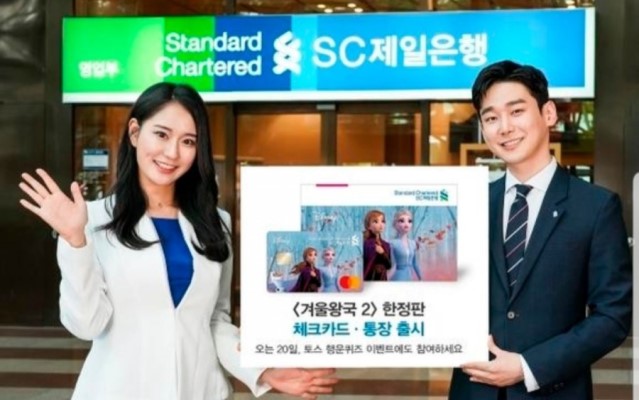 영업부
Standard
Chartered
SC제일은행
Standard Chartered
SC제일은행
<겨울왕국 2> 한정판
체크카드 · 통장 출시
오는 20일, 토스 행운퀴즈 이벤트에도 참여하세요